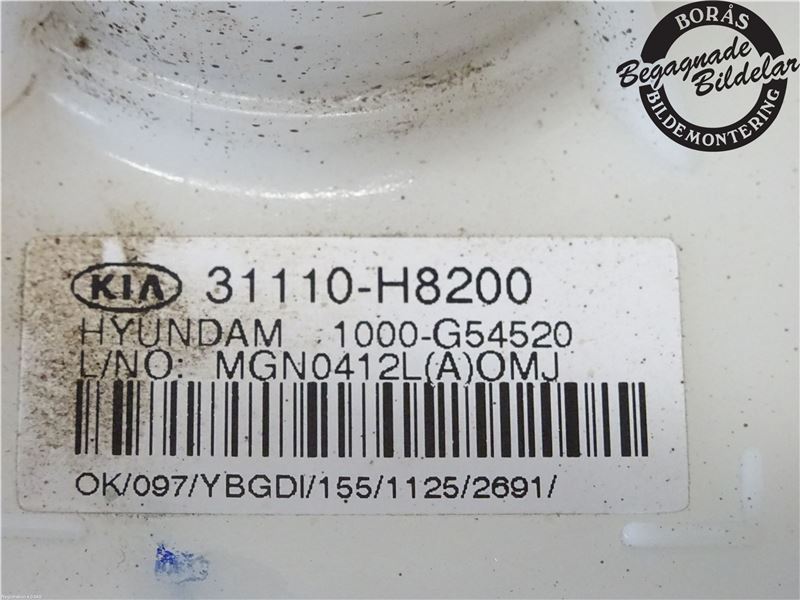 BORÅS
Begagnade
Bildelar
BILDEMONTERING
KIA 31110-H8200
HYUNDAM 1000-G54520
L/NO: MGN0412L(A)OMJ
OK/097/YBGDI/155/1125/2691/